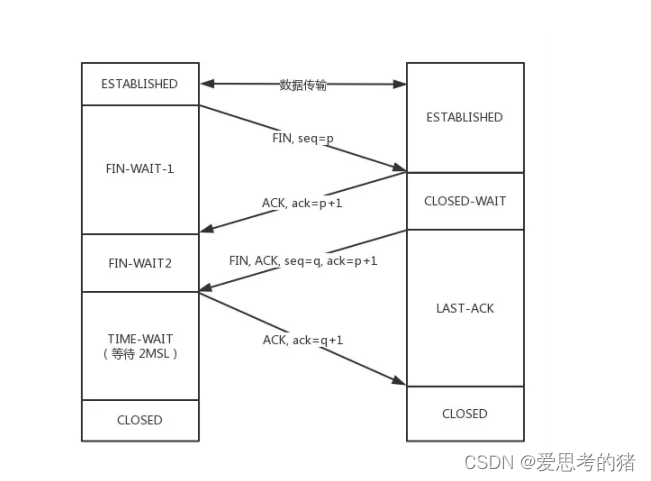 ESTABLISHED
数据传输
ESTABLISHED
FIN, seq=p
FIN-WAIT-1
ACK, ack=p+1
CLOSED-WAIT
FIN-WAIT2
FIN, ACK, seq=q, ack=p+1
LAST-ACK
TIME-WAIT
（等待 2MSL）
ACK, ack=q+1
CLOSED
CLOSED
CSDN @爱思考的猪